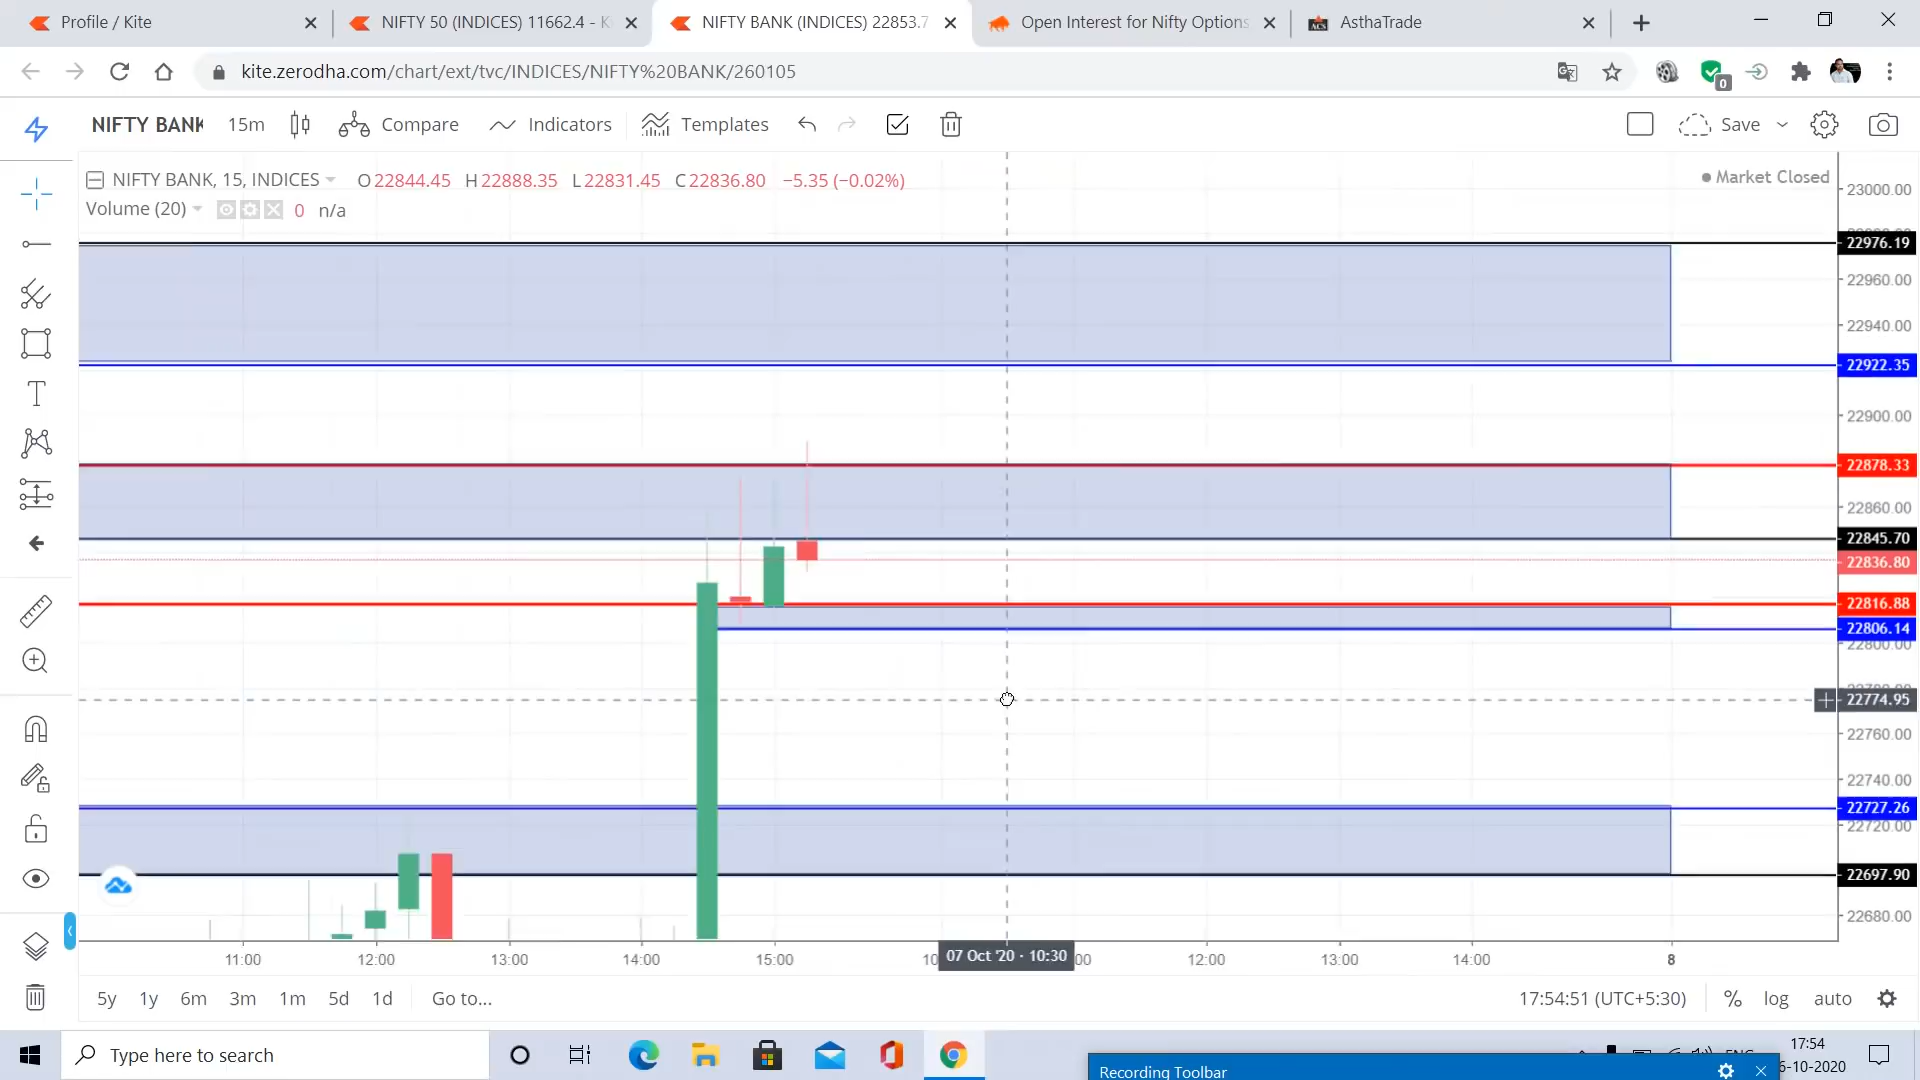 Profile / Kite
NIFTY 50 (INDICES) 11662.4 - K
NIFTY BANK (INDICES) 22853.7
Open Interest for Nifty Options
AsthaTrade
kite.zerodha.com/chart/ext/tvc/INDICES/NIFTY%20BANK/260105
0
NIFTY BANK
15m
Compare
Indicators
Templates
Save
NIFTY BANK, 15, INDICES
O22844.45 H22888.35 L22831.45 C22836.80 −5.35 (−0.02%)
Market Closed
Volume (20)
0 n/a
23000.00
22976.19
22960.00
22940.00
22922.35
22900.00
22878.33
22860.00
22845.70
22836.80
22816.88
22806.14
22800.00
22774.95
22760.00
22740.00
22727.26
22720.00
22697.90
22680.00
11:00 12:00 13:00 14:00 15:00 10 07 Oct '20 · 10:30 00 12:00 13:00 14:00 8
5y 1y 6m 3m 1m 5d 1d Go to...
17:54:51 (UTC+5:30) % log auto
Type here to search
ENG
17:54
6-10-2020
Recording Toolbar